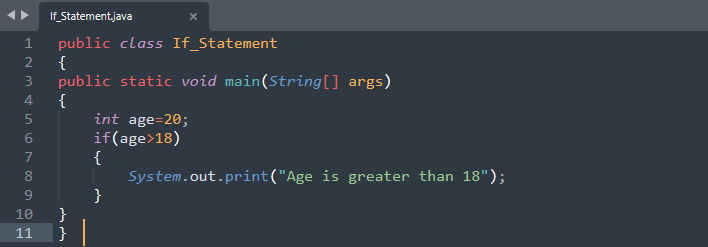 If_Statement.java ×
1 public class If_Statement
2 {
3 public static void main(String[] args)
4 {
5     int age=20;
6     if(age>18)
7     {
8         System.out.print("Age is greater than 18");
9     }
10 }
11 }